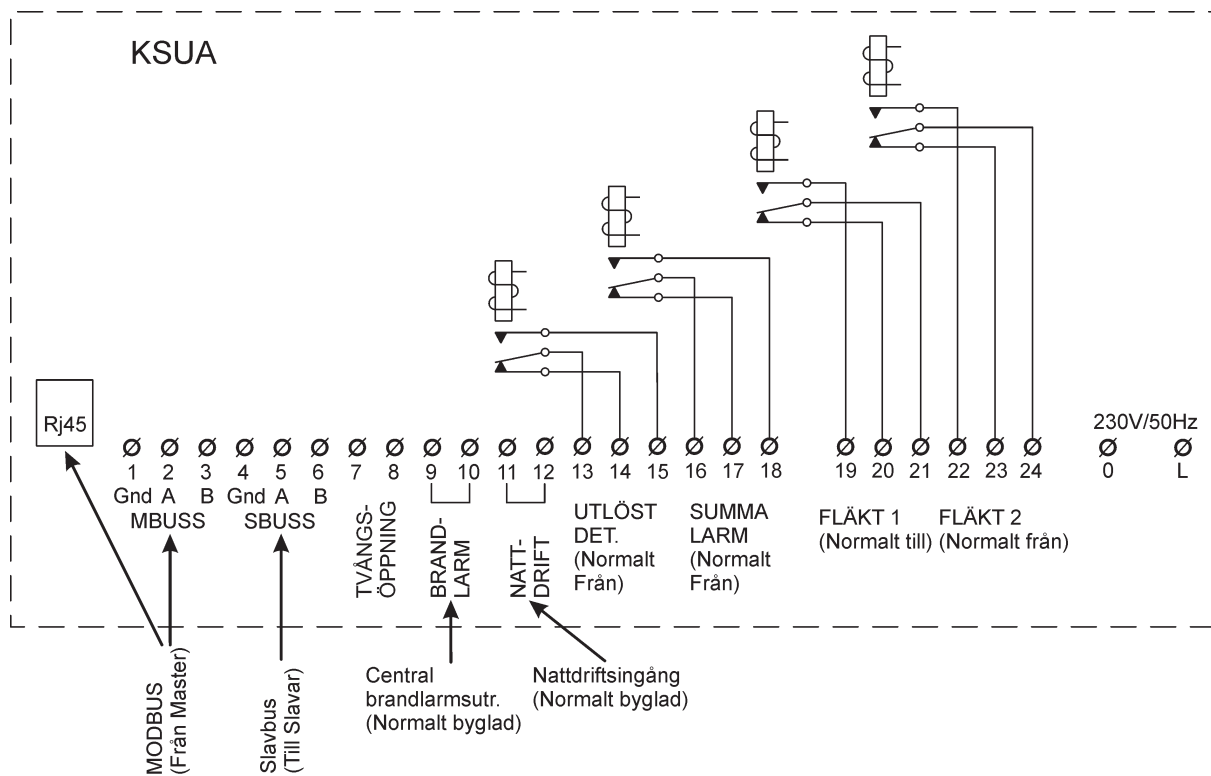 KSUA
Rj45
230V/50Hz
1 2 3 4 5 6 7 8 9 10 11 12 13 14 15 16 17 18 19 20 21 22 23 24 0 L
Gnd A B Gnd A B
MBUSS SBUSS
TVÅNGS-
ÖPPNING
BRAND-
LARM
NATT-
DRIFT
UTLÖST
DET.
(Normalt
Från)
SUMMA
LARM
(Normalt
Från)
FLÄKT 1
(Normalt till)
FLÄKT 2
(Normalt från)
MODBUS
(Från Master)
Slavbus
(Till Slavar)
Central
brandlarmsutr.
(Normalt byglad)
Nattdriftsingång
(Normalt byglad)